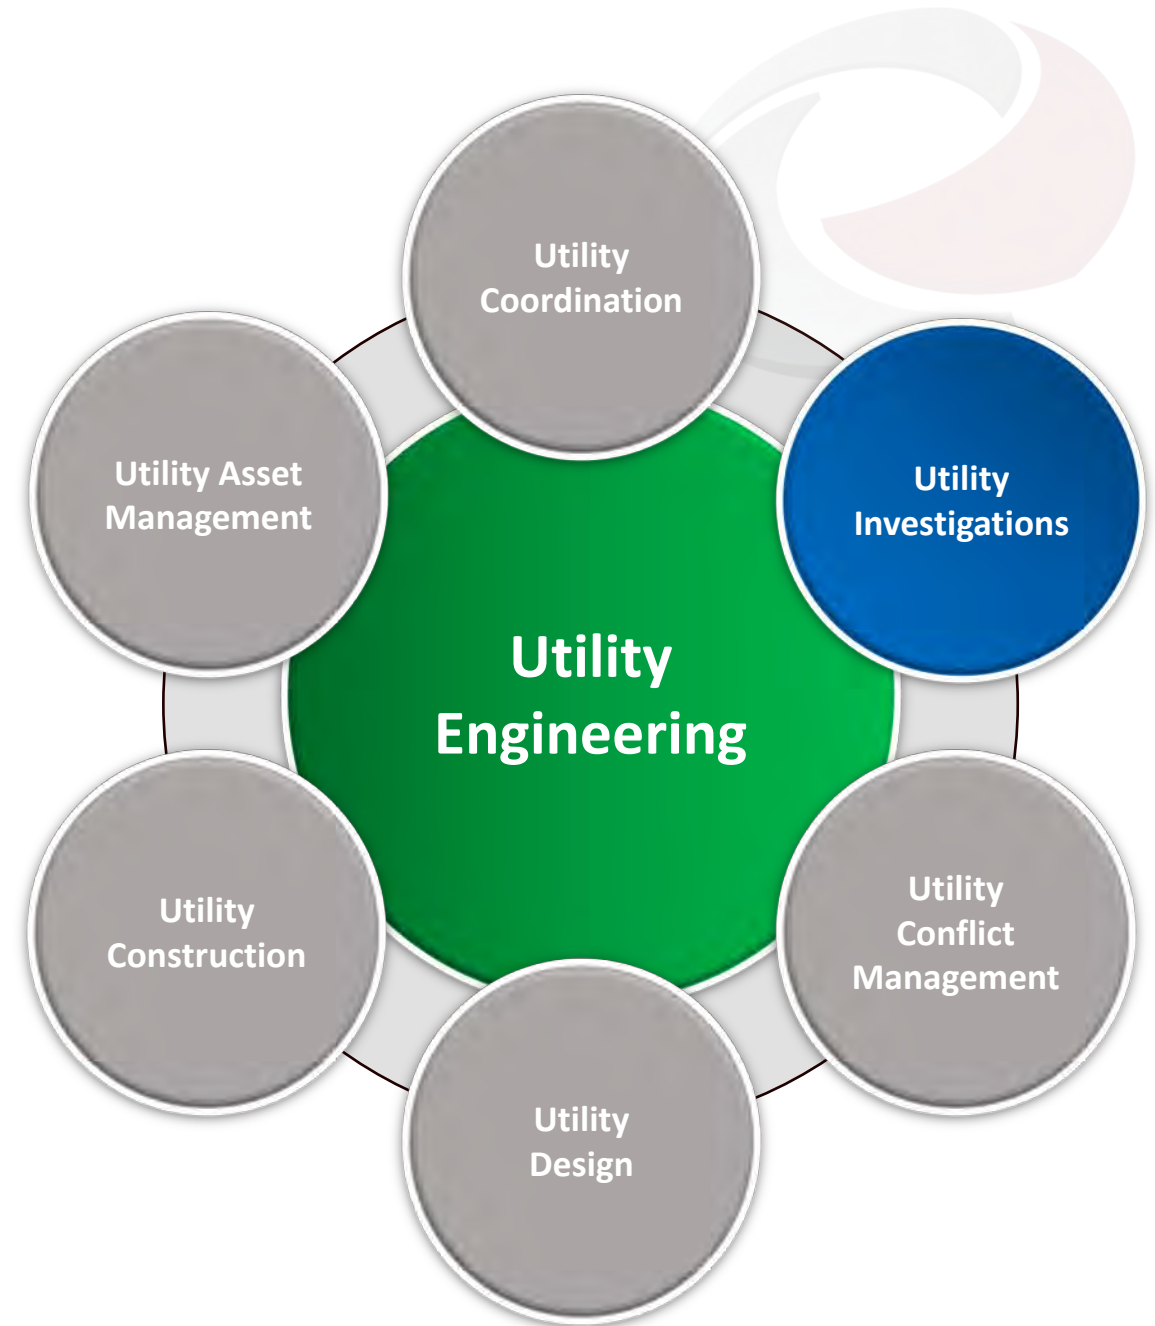 Utility
Coordination
Utility
Investigations
Utility
Conflict
Management
Utility
Design
Utility
Construction
Utility Asset
Management
Utility
Engineering